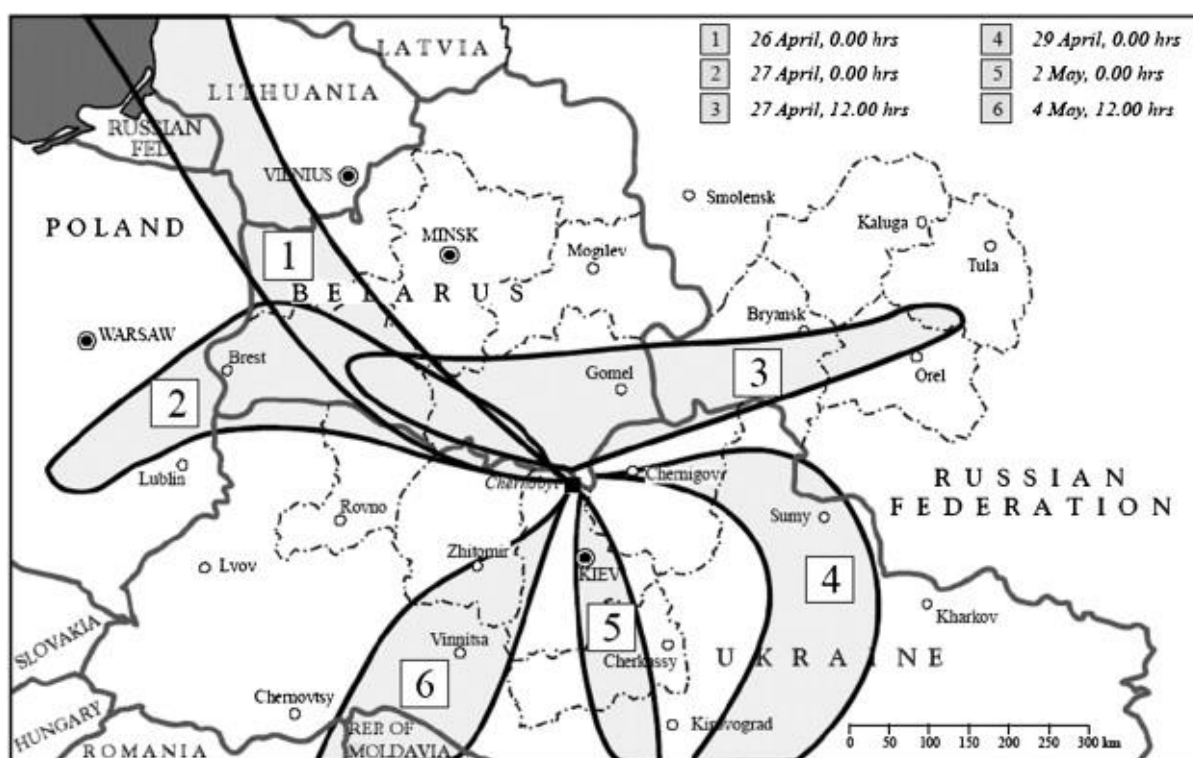 1 26 April, 0.00 hrs
2 27 April, 0.00 hrs
3 27 April, 12.00 hrs
4 29 April, 0.00 hrs
5 2 May, 0.00 hrs
6 4 May, 12.00 hrs
LATVIA
LITHUANIA
RUSSIAN
FED.
VILNIUS
Smolensk
Kaluga
Tula
POLAND
MINSK
Mogilev
1
BELARUS
Bryansk
WARSAW
Brest
Gomel
3
Orel
2
Lublin
Chernobyl
Chernigov
RUSSIAN
FEDERATION
Rovno
Sumy
Zhitomir
Lvov
KIEV
4
Kharkov
SLOVAKIA
Vinnitsa
5
Cherkassy
UKRAINE
6
Chernovtsy
HUNGARY
REP. OF
MOLDAVIA
Kirovograd
ROMANIA
0 50 100 150 200 250 300 km